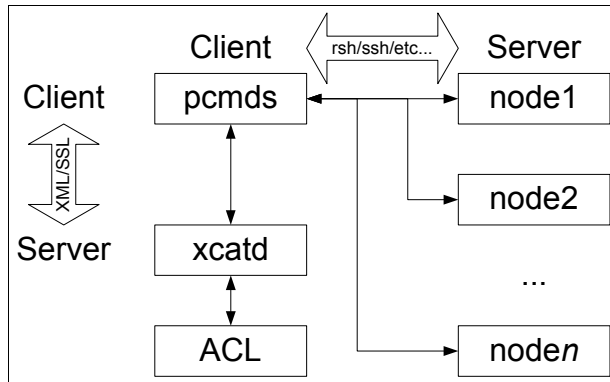 Client
rsh/ssh/etc...
Server
Client
pcmds
node1
XML/SSL
node2
Server
xcatd
...
ACL
noden